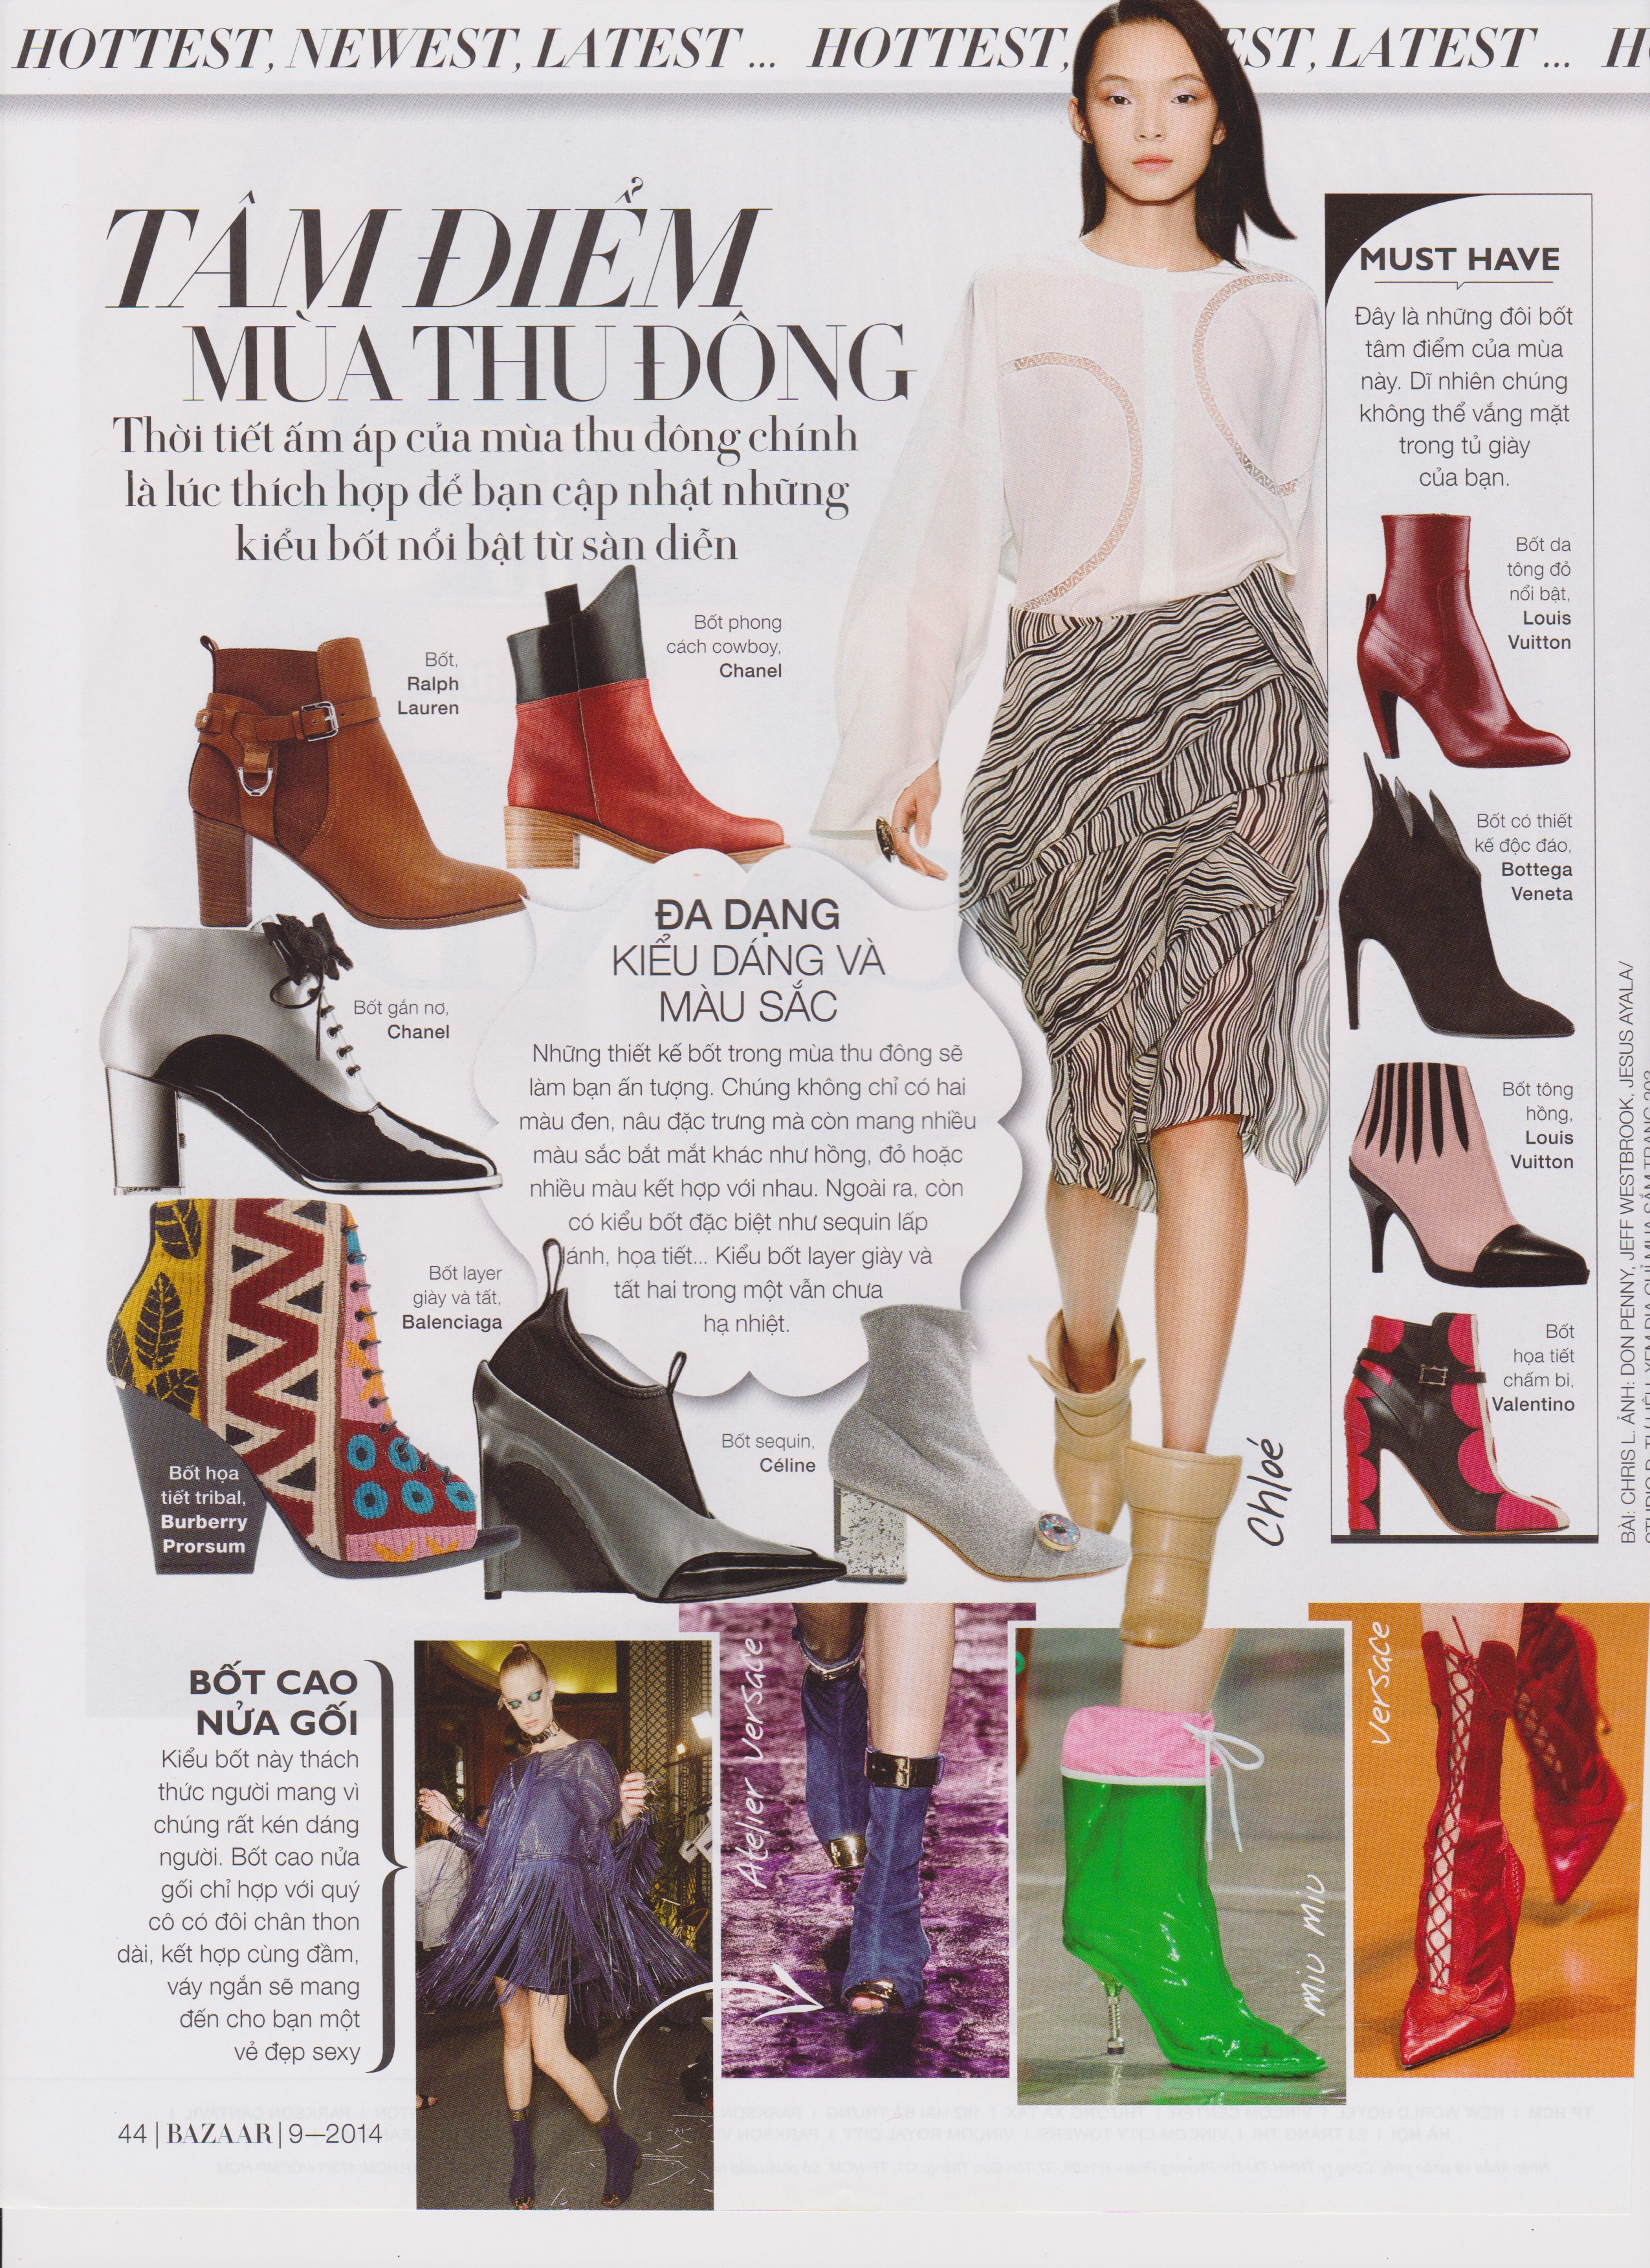 HOTTEST, NEWEST, LATEST ... HOTTEST, EST, LATEST ...
TÂM ĐIỂM
MÙA THU ĐÔNG
Thời tiết ấm áp của mùa thu đông chính
là lúc thích hợp để bạn cập nhật những
kiểu bốt nổi bật từ sàn diễn
Bốt,
Ralph
Lauren
Bốt phong
cách cowboy,
Chanel
Bốt gắn nơ,
Chanel
ĐA DẠNG
KIỂU DÁNG VÀ
MÀU SẮC
Những thiết kế bốt trong mùa thu đông sẽ
làm bạn ấn tượng. Chúng không chỉ có hai
màu đen, nâu đặc trưng mà còn mang nhiều
màu sắc bắt mắt khác như hồng, đỏ hoặc
nhiều màu kết hợp với nhau. Ngoài ra, còn
có kiểu bốt đặc biệt như sequin lấp
lánh, họa tiết... Kiểu bốt layer giày và
tất hai trong một vẫn chưa
hạ nhiệt.
Bốt layer
giày và tất,
Balenciaga
Bốt họa
tiết tribal,
Burberry
Prorsum
Bốt sequin,
Céline
Chloé
MUST HAVE
Đây là những đôi bốt
tâm điểm của mùa
này. Dĩ nhiên chúng
không thể vắng mặt
trong tủ giày
của bạn.
Bốt da
tông đỏ
nổi bật,
Louis
Vuitton
Bốt có thiết
kế độc đáo,
Bottega
Veneta
Bốt tông
hồng,
Louis
Vuitton
Bốt
họa tiết
chấm bi,
Valentino
BÀI: CHRIS L. ẢNH: DON PENNY, JEFF WESTBROOK, JESUS AYALA/
BỐT CAO
NỬA GỐI
Kiểu bốt này thách
thức người mang vì
chúng rất kén dáng
người. Bốt cao nửa
gối chỉ hợp với quý
cô có đôi chân thon
dài, kết hợp cùng đầm,
váy ngắn sẽ mang
đến cho bạn một
vẻ đẹp sexy
Atelier Versace
miu miu
Versace
44 | BAZAAR | 9—2014